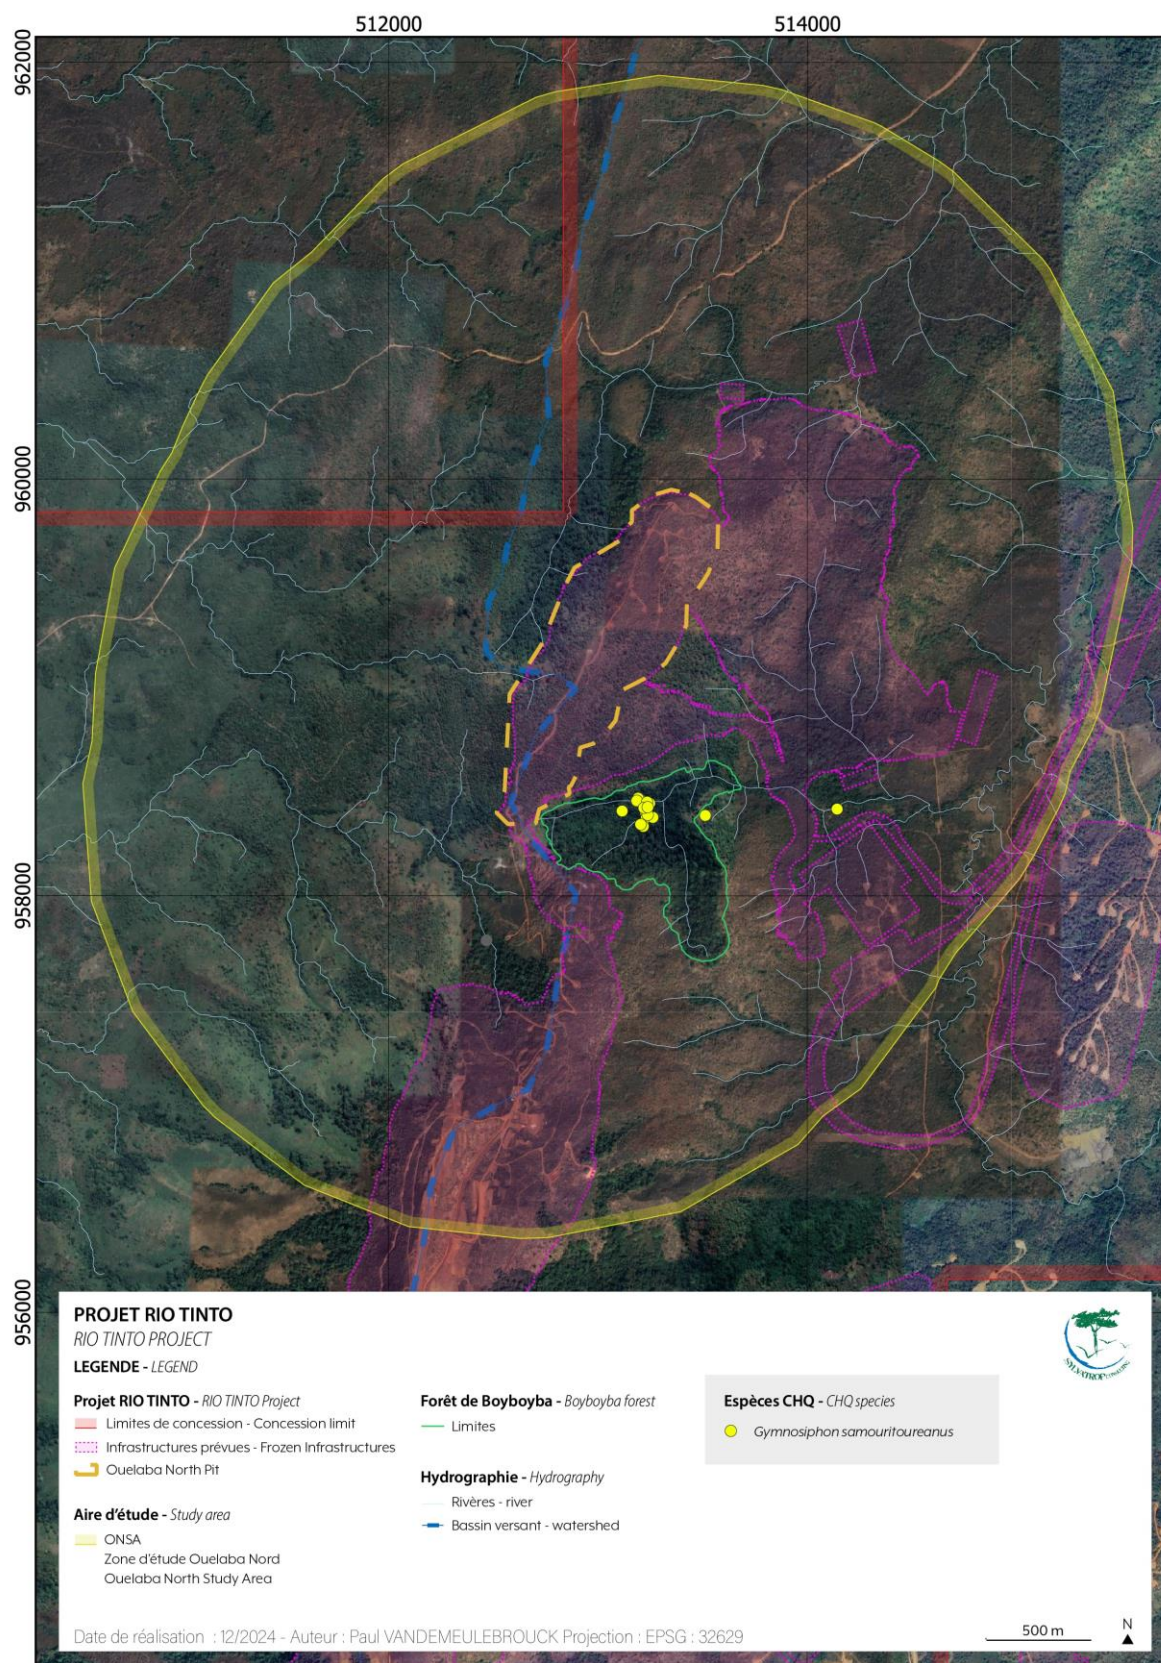 512000
514000
962000
960000
958000
956000
PROJET RIO TINTO
RIO TINTO PROJECT
LEGENDE - LEGEND
Projet RIO TINTO - RIO TINTO Project
Limites de concession - Concession limit
Infrastructures prévues - Frozen Infrastructures
Ouelaba North Pit
Aire d'étude - Study area
ONSA
Zone d'étude Ouelaba Nord
Ouelaba North Study Area
Forêt de Boyboyba - Boyboyba forest
Limites
Hydrographie - Hydrography
Rivères - river
Bassin versant - watershed
Espèces CHQ - CHQ species
Gymnosiphon samouritoureanus
SYLVATROP CONSULTING
Date de réalisation : 12/2024 - Auteur : Paul VANDEMEULEBROUCK Projection : EPSG : 32629
500 m
N